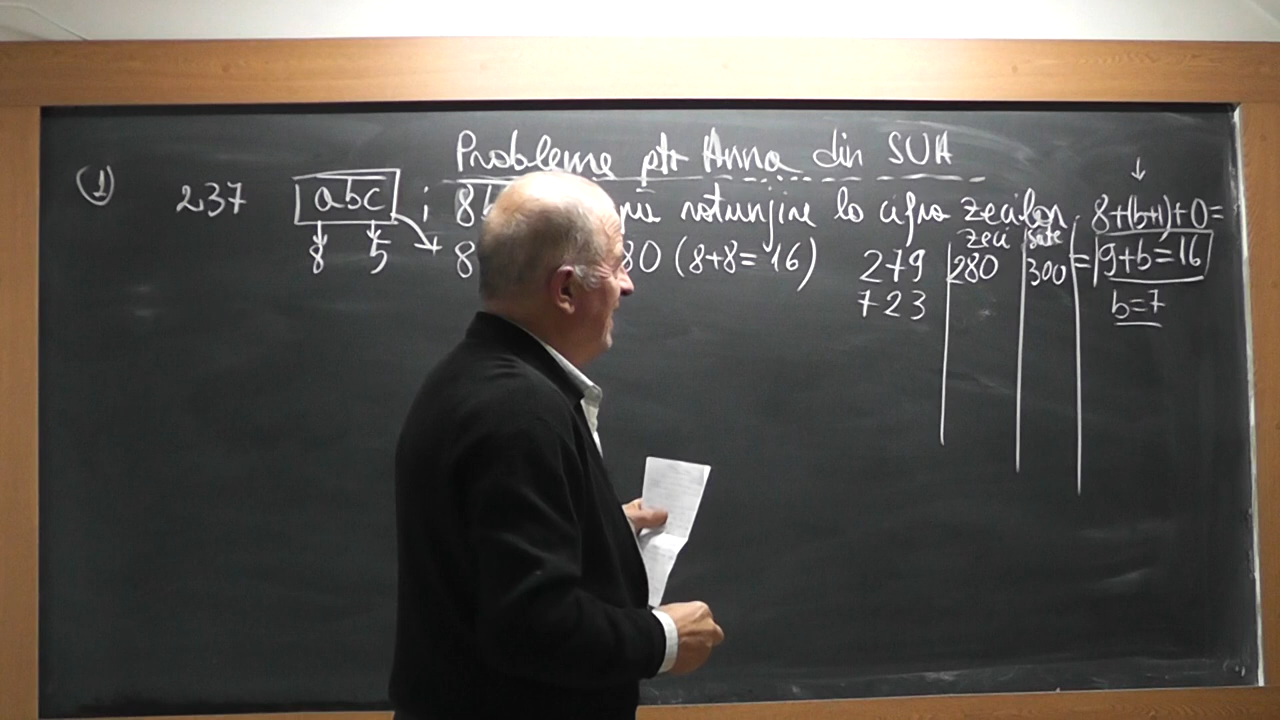 Probleme ptr Anna din SUA
(1) 237 abc ; 8 rotunjire la cifra zecilor 8+(b+1)+0=
8 5 8 80 (8+8=16) 279 zeci 280 sute 300 =9+b=16
723 b=7